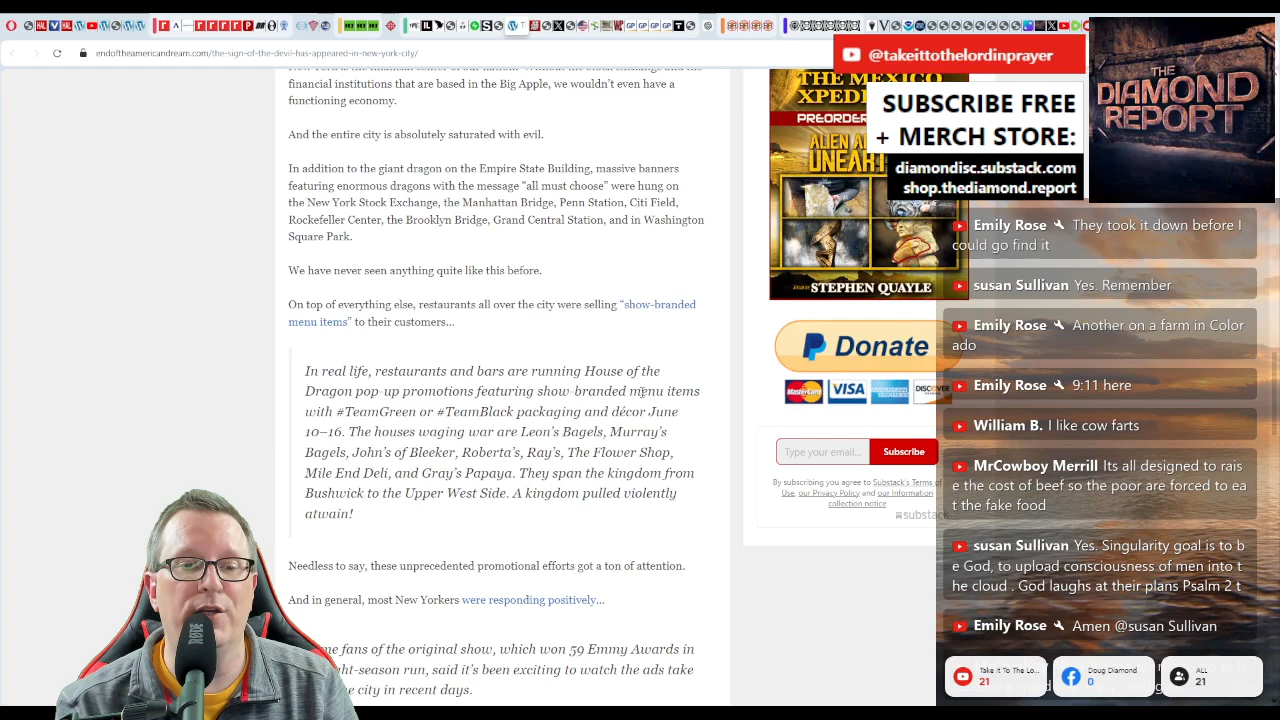 endoftheamericandream.com/the-sign-of-the-devil-has-appeared-in-new-york-city/
@takeittothelordinprayer
SUBSCRIBE FREE
+ MERCH STORE:
diamondisc.substack.com
shop.thediamond.report
THE
DIAMOND
REPORT
financial institutions that are based in the Big Apple, we wouldn't even have a
functioning economy.
And the entire city is absolutely saturated with evil.
In addition to the giant dragon on the Empire State Building, massive banners
featuring enormous dragons with the message “all must choose” were hung on
the New York Stock Exchange, the Manhattan Bridge, Penn Station, Citi Field,
Rockefeller Center, the Brooklyn Bridge, Grand Central Station, and in Washington
Square Park.
We have never seen anything quite like this before.
On top of everything else, restaurants all over the city were selling “show-branded
menu items” to their customers…
In real life, restaurants and bars are running House of the
Dragon pop-up promotions featuring show-branded menu items
with #TeamGreen or #TeamBlack packaging and décor June
10–16. The houses waging war are Leon's Bagels, Murray's
Bagels, John's of Bleeker, Roberta's, Ray's, The Flower Shop,
Mile End Deli, and Gray's Papaya. They span the kingdom from
Bushwick to the Upper West Side. A kingdom pulled violently
atwain!
Needless to say, these unprecedented promotional efforts got a ton of attention.
And in general, most New Yorkers were responding positively…
me fans of the original show, which won 59 Emmy Awards in
ght-season run, said it's been exciting to watch the ads take
city in recent days.
THE MEXICO
XPEDI
PREORDER
ALIEN A
UNEART
STEPHEN QUAYLE
Donate
MasterCard
VISA
DISCOVER
Type your email...
Subscribe
By subscribing you agree to Substack's Terms of
Use, our Privacy Policy and our Information
collection notice
substack
Emily Rose They took it down before I
could go find it
susan Sullivan Yes. Remember
Emily Rose Another on a farm in Color
ado
Emily Rose 9:11 here
William B. I like cow farts
MrCowboy Merrill Its all designed to rais
e the cost of beef so the poor are forced to ea
t the fake food
susan Sullivan Yes. Singularity goal is to b
e God, to upload consciousness of men into t
he cloud . God laughs at their plans Psalm 2 t
Emily Rose Amen @susan Sullivan
Take It To The Lo...
21
Doug Diamond
0
ALL
21